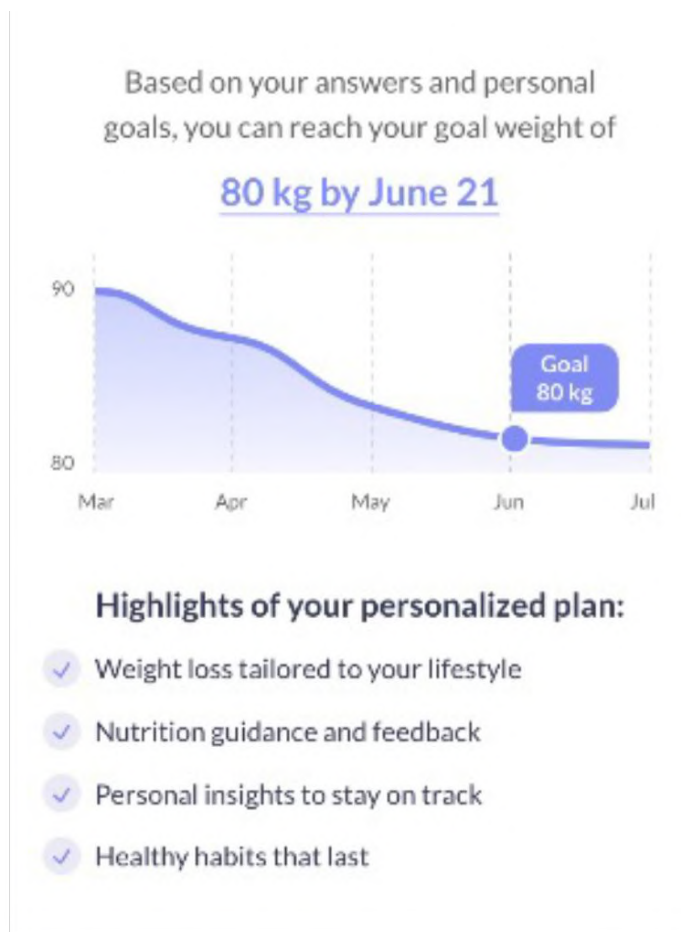 Based on your answers and personal
goals, you can reach your goal weight of
80 kg by June 21
90
Goal
80 kg
80
Mar Apr May Jun Jul
Highlights of your personalized plan:
Weight loss tailored to your lifestyle
Nutrition guidance and feedback
Personal insights to stay on track
Healthy habits that last